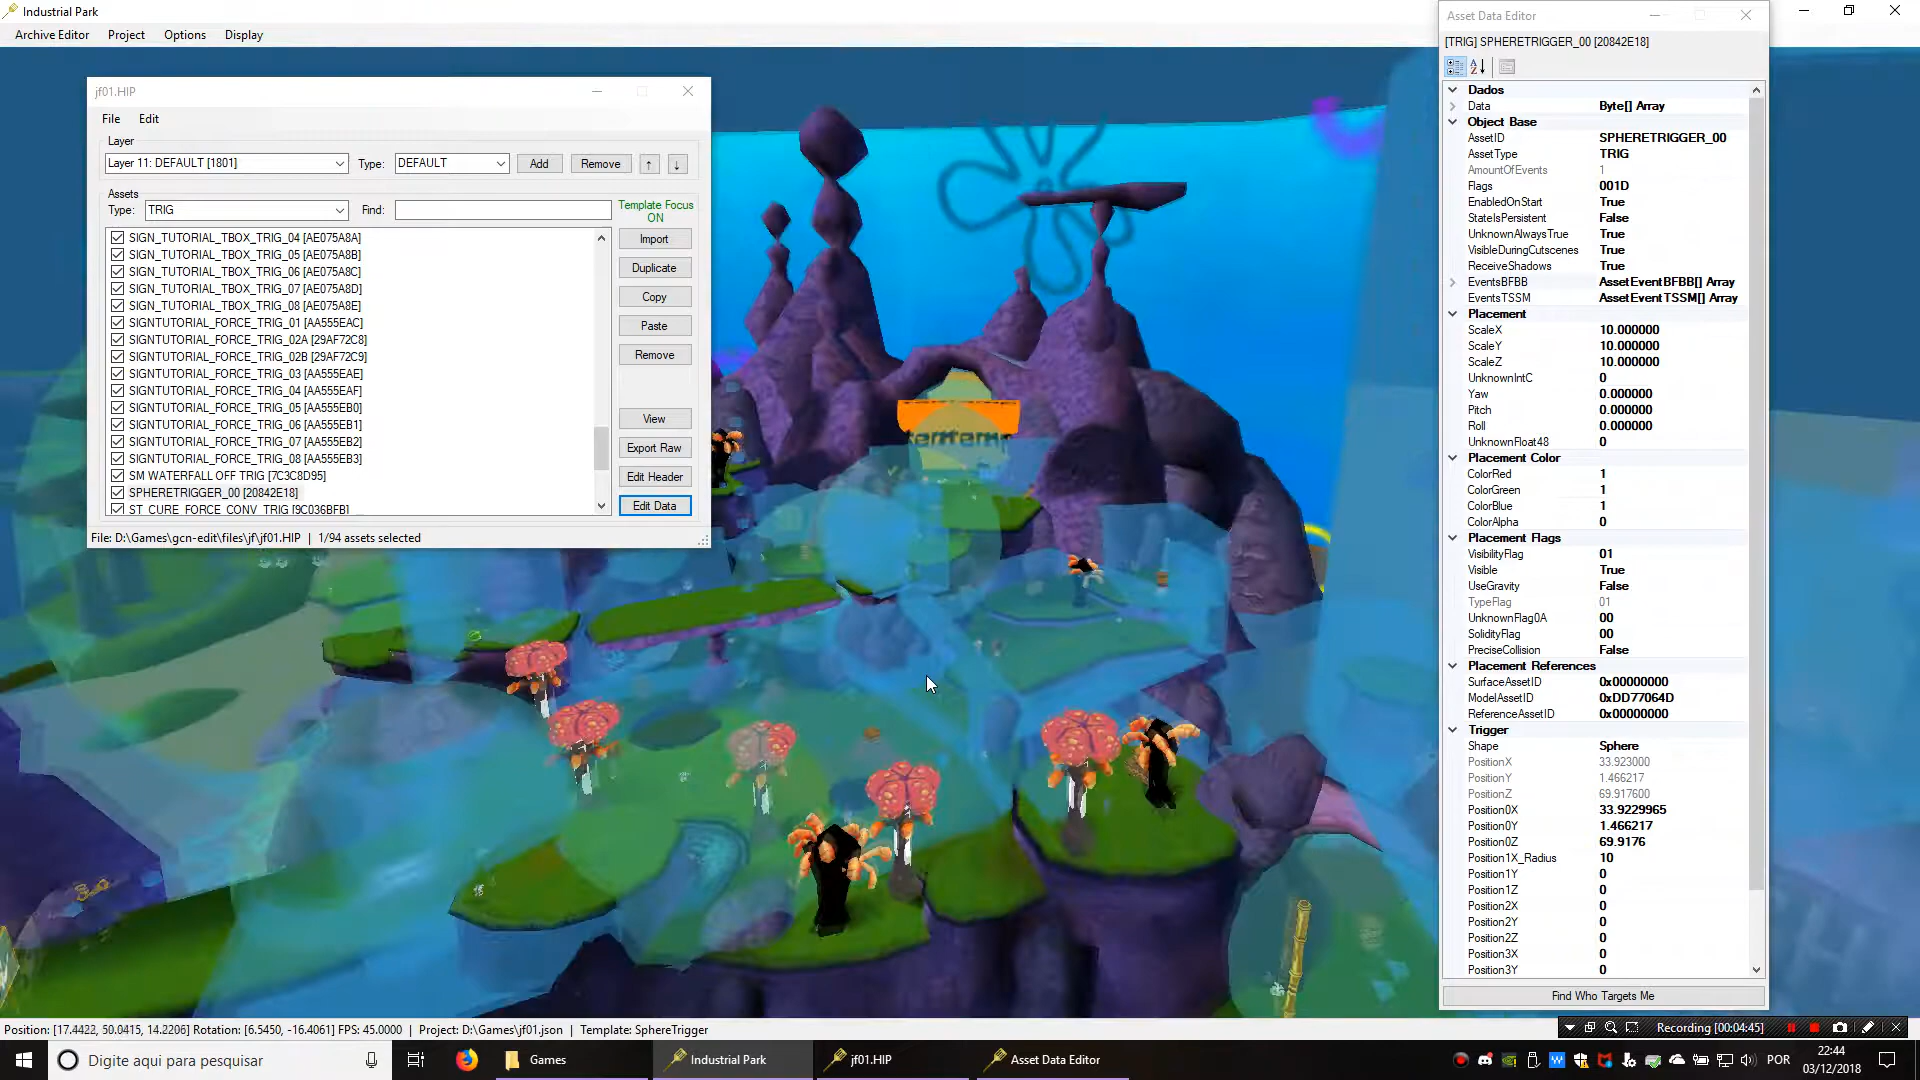 Industrial Park
Archive Editor Project Options Display
jf01.HIP
File Edit
Layer
Layer 11: DEFAULT [1801] Type: DEFAULT Add Remove ↑ ↓
Assets
Type: TRIG Find: Template Focus ON
SIGN_TUTORIAL_TBOX_TRIG_04 [AE075A8A]
SIGN_TUTORIAL_TBOX_TRIG_05 [AE075A8B]
SIGN_TUTORIAL_TBOX_TRIG_06 [AE075A8C]
SIGN_TUTORIAL_TBOX_TRIG_07 [AE075A8D]
SIGN_TUTORIAL_TBOX_TRIG_08 [AE075A8E]
SIGNTUTORIAL_FORCE_TRIG_01 [AA555EAC]
SIGNTUTORIAL_FORCE_TRIG_02A [29AF72C8]
SIGNTUTORIAL_FORCE_TRIG_02B [29AF72C9]
SIGNTUTORIAL_FORCE_TRIG_03 [AA555EAE]
SIGNTUTORIAL_FORCE_TRIG_04 [AA555EAF]
SIGNTUTORIAL_FORCE_TRIG_05 [AA555EB0]
SIGNTUTORIAL_FORCE_TRIG_06 [AA555EB1]
SIGNTUTORIAL_FORCE_TRIG_07 [AA555EB2]
SIGNTUTORIAL_FORCE_TRIG_08 [AA555EB3]
SM WATERFALL OFF TRIG [7C3C8D95]
SPHERETRIGGER_00 [20842E18]
ST_CURE_FORCE_CONV_TRIG [9C036BFB]
Import
Duplicate
Copy
Paste
Remove
View
Export Raw
Edit Header
Edit Data
File: D:\Games\gcn-edit\files\jf\jf01.HIP | 1/94 assets selected
Asset Data Editor
[TRIG] SPHERETRIGGER_00 [20842E18]
Dados
Data Byte[] Array
Object Base
AssetID SPHERETRIGGER_00
AssetType TRIG
AmountOfEvents 1
Flags 001D
EnabledOnStart True
StateIsPersistent False
UnknownAlwaysTrue True
VisibleDuringCutscenes True
ReceiveShadows True
EventsBFBB AssetEventBFBB[] Array
EventsTSSM AssetEventTSSM[] Array
Placement
ScaleX 10.000000
ScaleY 10.000000
ScaleZ 10.000000
UnknownIntC 0
Yaw 0.000000
Pitch 0.000000
Roll 0.000000
UnknownFloat48 0
Placement Color
ColorRed 1
ColorGreen 1
ColorBlue 1
ColorAlpha 0
Placement Flags
VisibilityFlag 01
Visible True
UseGravity False
TypeFlag 01
UnknownFlag0A 00
SolidityFlag 00
PreciseCollision False
Placement References
SurfaceAssetID 0x00000000
ModelAssetID 0xDD77064D
ReferenceAssetID 0x00000000
Trigger
Shape Sphere
PositionX 33.923000
PositionY 1.466217
PositionZ 69.917600
Position0X 33.9229965
Position0Y 1.466217
Position0Z 69.9176
Position1X_Radius 10
Position1Y 0
Position1Z 0
Position2X 0
Position2Y 0
Position2Z 0
Position3X 0
Position3Y 0
Find Who Targets Me
Position: [17.4422, 50.0415, 14.2206] Rotation: [6.5450, -16.4061] FPS: 45.0000 | Project: D:\Games\jf01.json | Template: SphereTrigger
Recording [00:04:45]
Digite aqui para pesquisar
Games
Industrial Park
jf01.HIP
Asset Data Editor
POR
22:44
03/12/2018